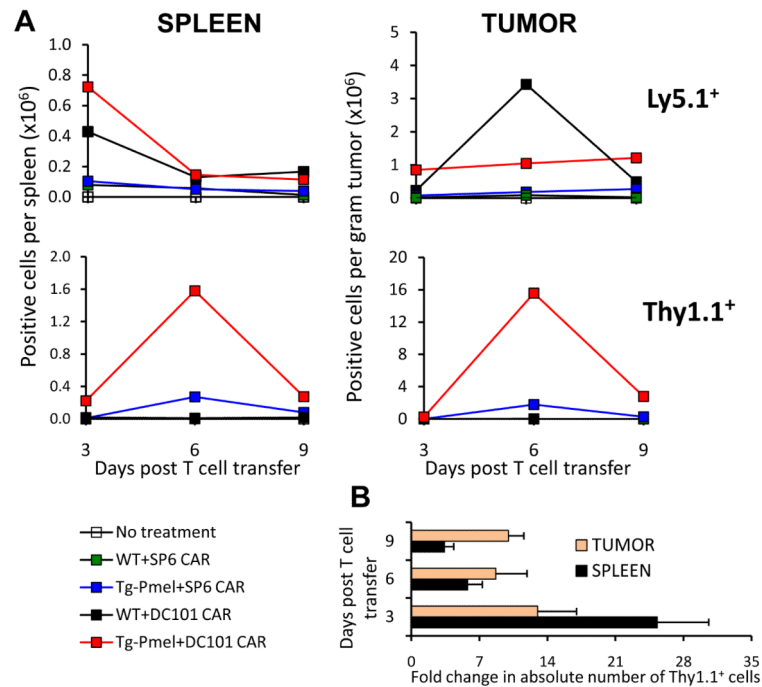 A
SPLEEN
TUMOR
Positive cells per spleen (x10⁶)
1.0
0.8
0.6
0.4
0.2
0.0
Positive cells per gram tumor (x10⁶)
5
4
3
2
1
0
Ly5.1⁺
2.0
1.6
1.2
0.8
0.4
0.0
3 6 9
Days post T cell transfer
20
16
12
8
4
0
3 6 9
Days post T cell transfer
Thy1.1⁺
No treatment
WT+SP6 CAR
Tg-Pmel+SP6 CAR
WT+DC101 CAR
Tg-Pmel+DC101 CAR
B
Days post T cell
transfer
9
6
3
TUMOR
SPLEEN
0 7 14 21 28 35
Fold change in absolute number of Thy1.1⁺ cells